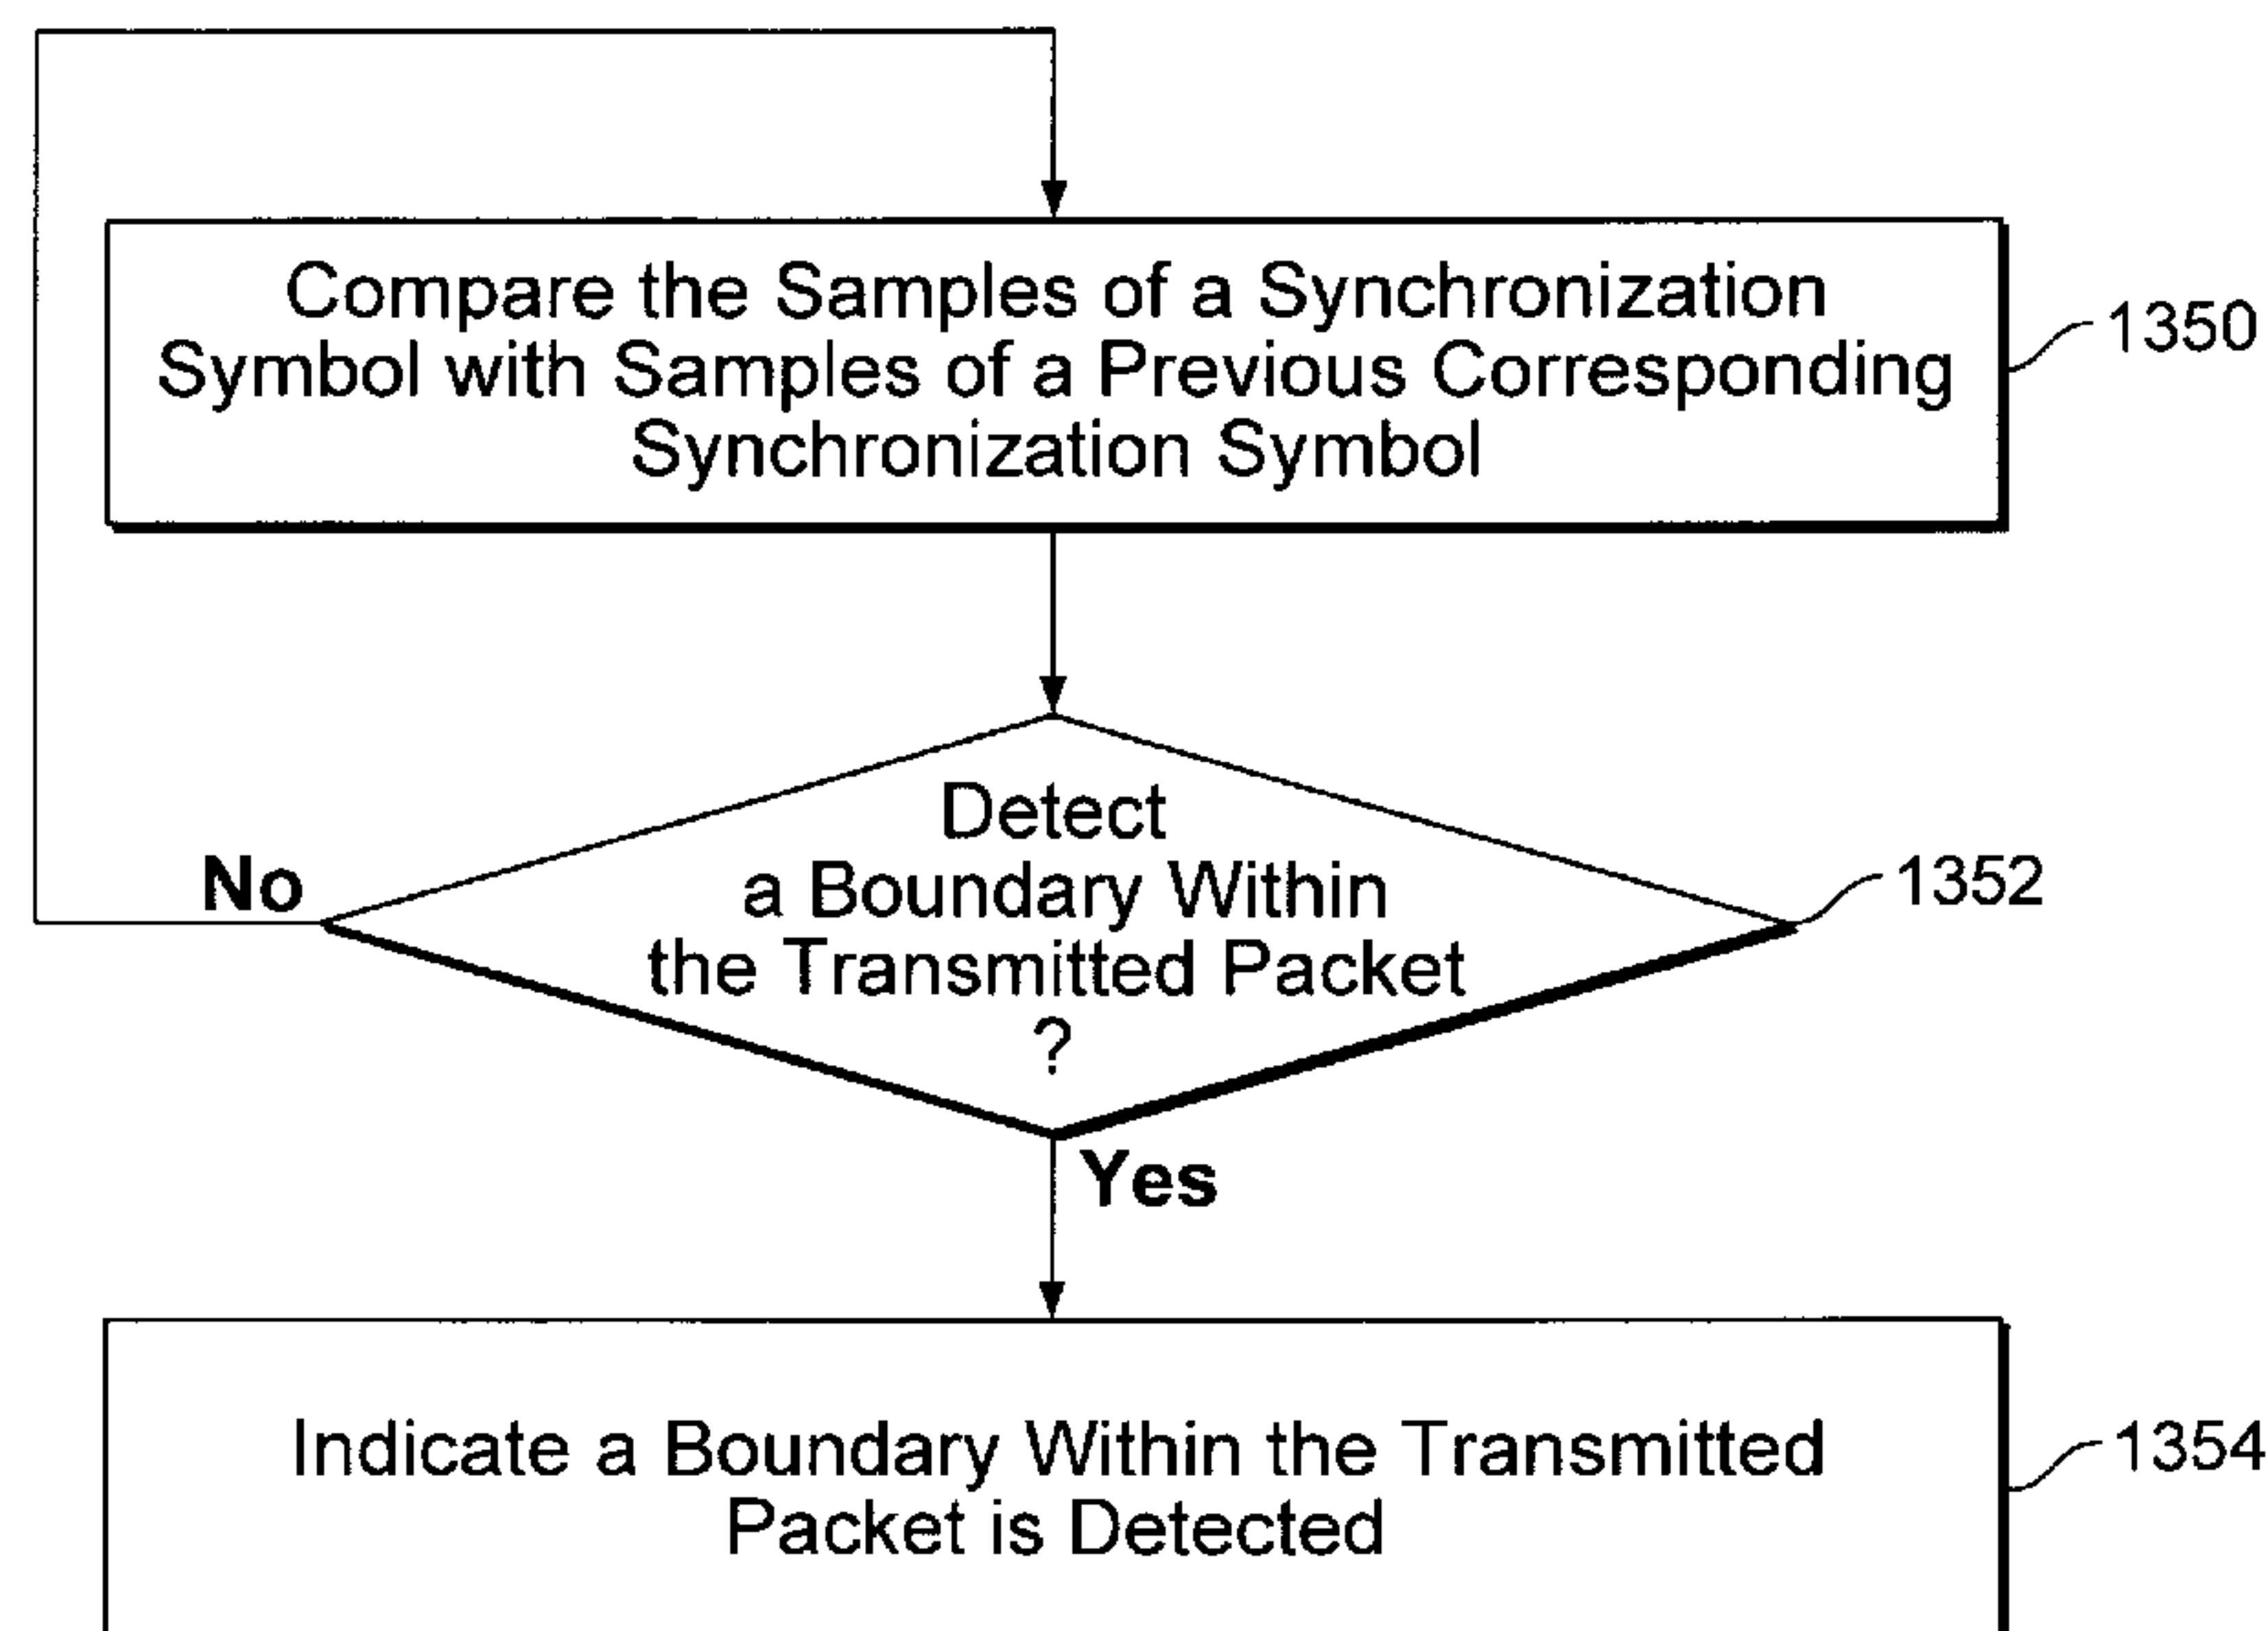 Compare the Samples of a Synchronization
Symbol with Samples of a Previous Corresponding
Synchronization Symbol
1350
Detect
a Boundary Within
the Transmitted Packet
?
1352
No
Yes
Indicate a Boundary Within the Transmitted
Packet is Detected
1354